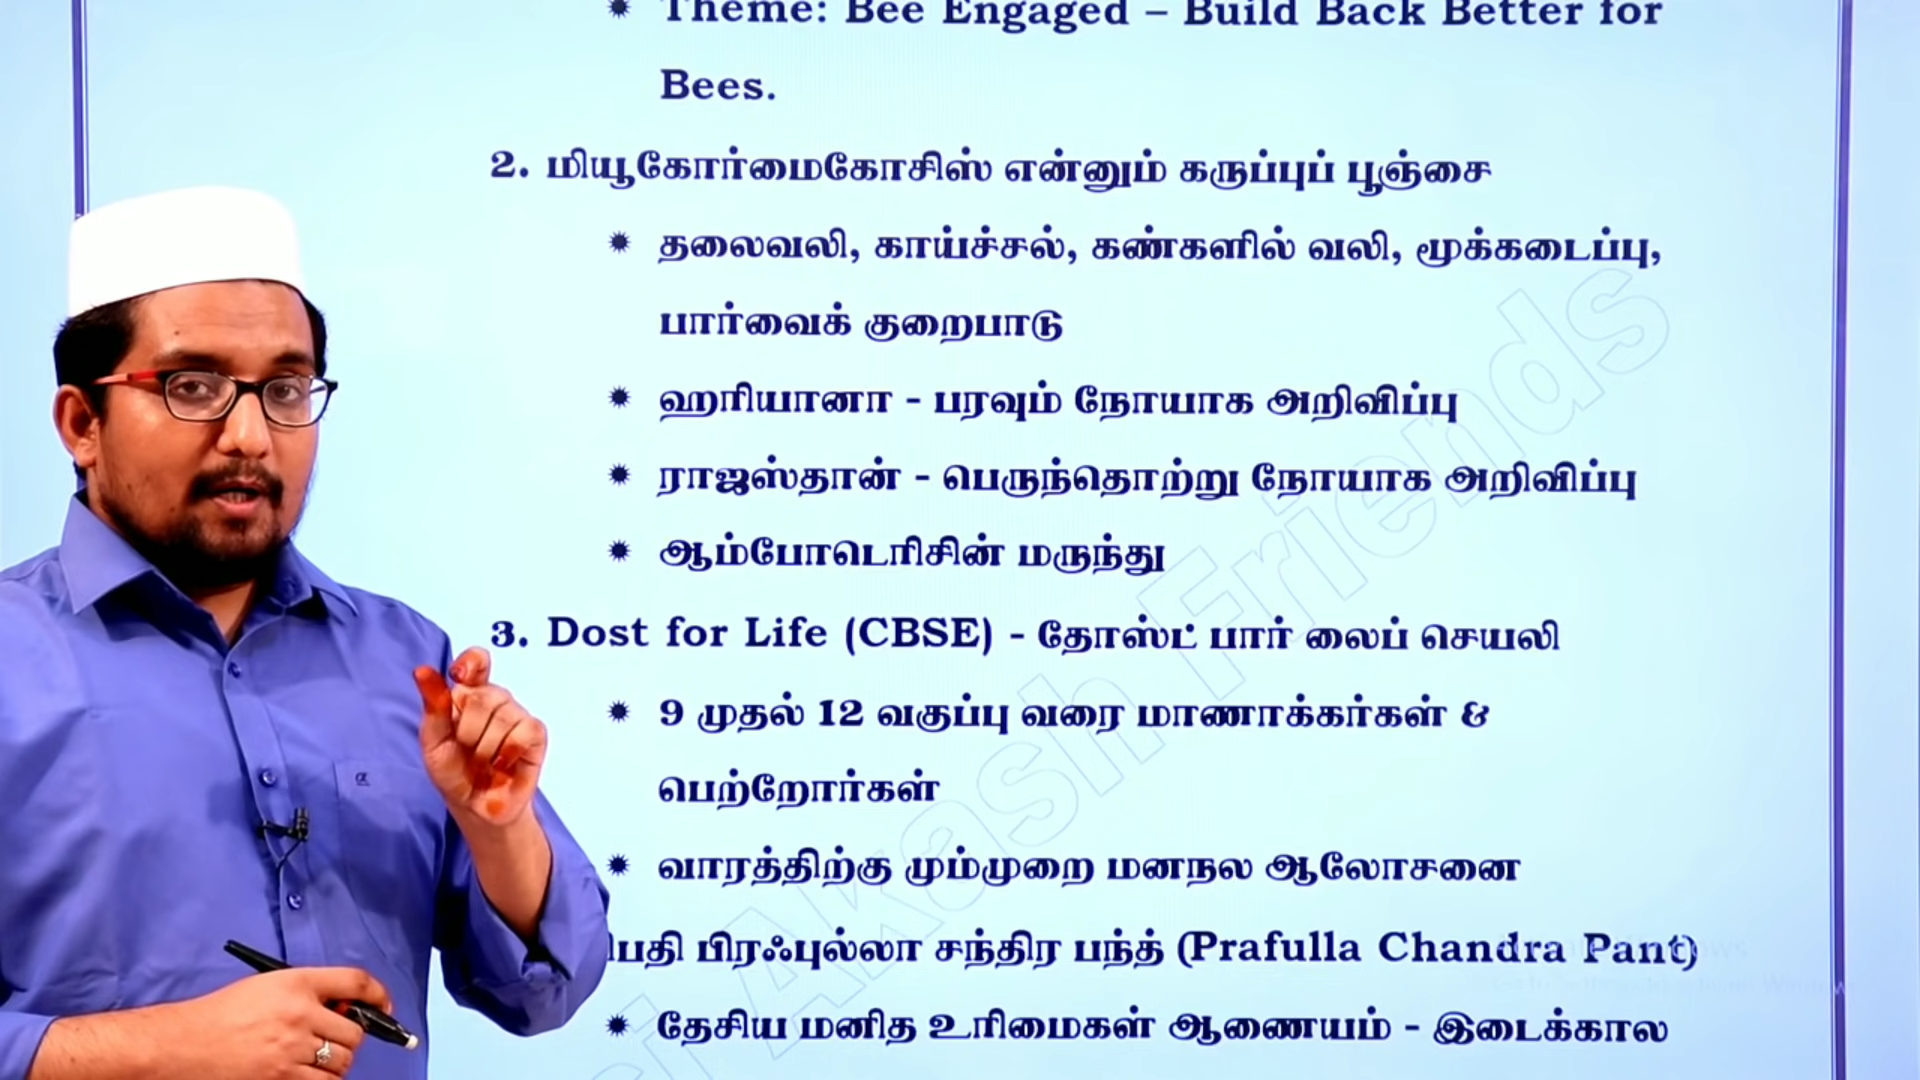 Theme: Bee Engaged – Build Back Better for
Bees.
2. மியூகோர்மைகோசிஸ் என்னும் கருப்புப் பூஞ்சை
தலைவலி, காய்ச்சல், கண்களில் வலி, மூக்கடைப்பு,
பார்வைக் குறைபாடு
ஹரியானா - பரவும் நோயாக அறிவிப்பு
ராஜஸ்தான் - பெருந்தொற்று நோயாக அறிவிப்பு
ஆம்போடெரிசின் மருந்து
3. Dost for Life (CBSE) - தோஸ்ட் பார் லைப் செயலி
9 முதல் 12 வகுப்பு வரை மாணாக்கர்கள் &
பெற்றோர்கள்
வாரத்திற்கு மும்முறை மனநல ஆலோசனை
பிரஃபுல்லா சந்திர பந்த் (Prafulla Chandra Pant)
தேசிய மனித உரிமைகள் ஆணையம் - இடைக்கால
Akash Friends